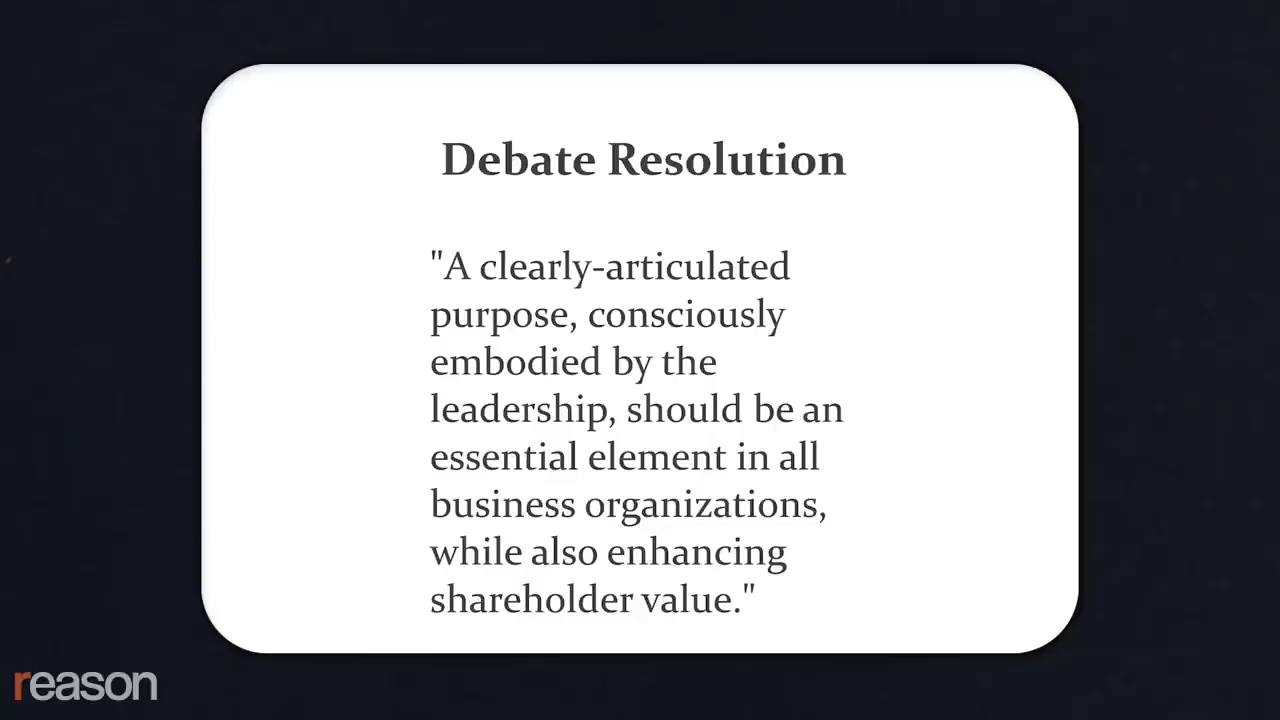 Debate Resolution
"A clearly-articulated
purpose, consciously
embodied by the
leadership, should be an
essential element in all
business organizations,
while also enhancing
shareholder value."
reason